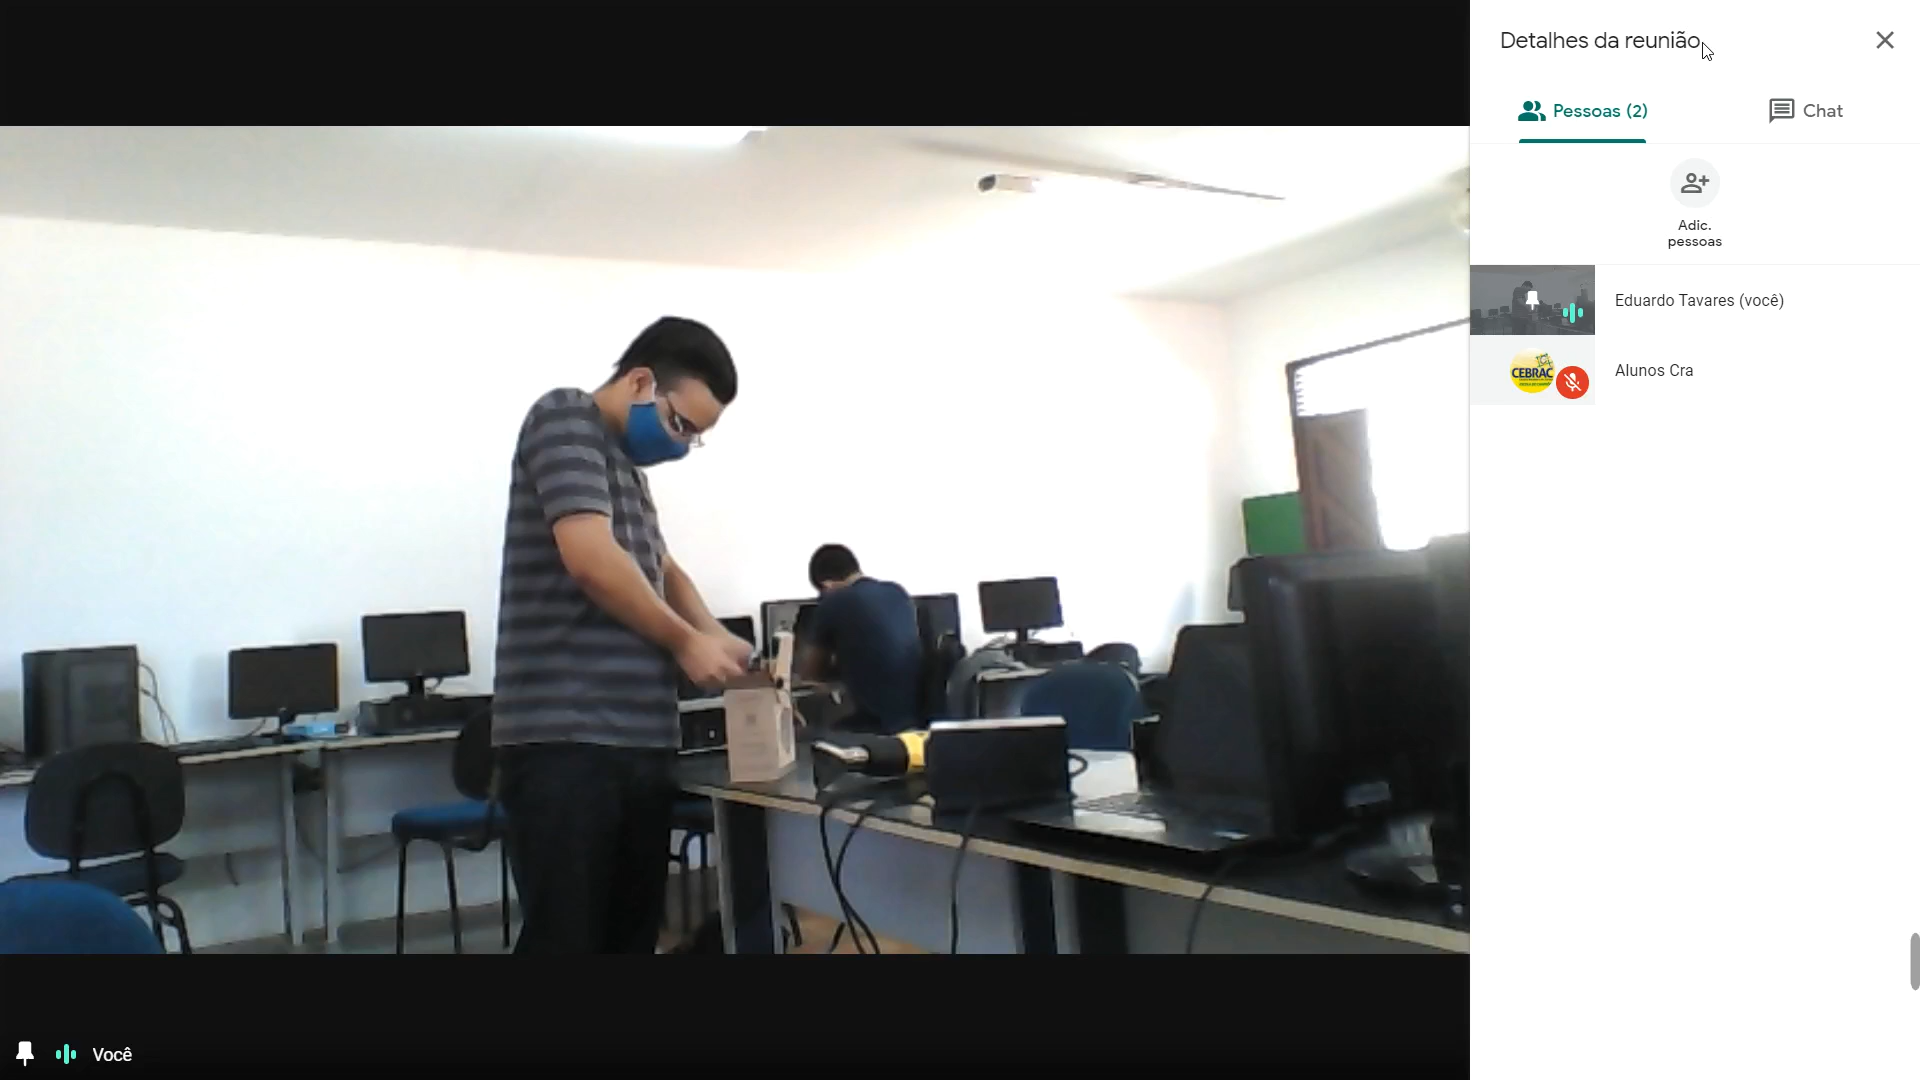 Detalhes da reunião
Pessoas (2)
Chat
Adic.
pessoas
Eduardo Tavares (você)
CEBRAC
Alunos Cra
Você